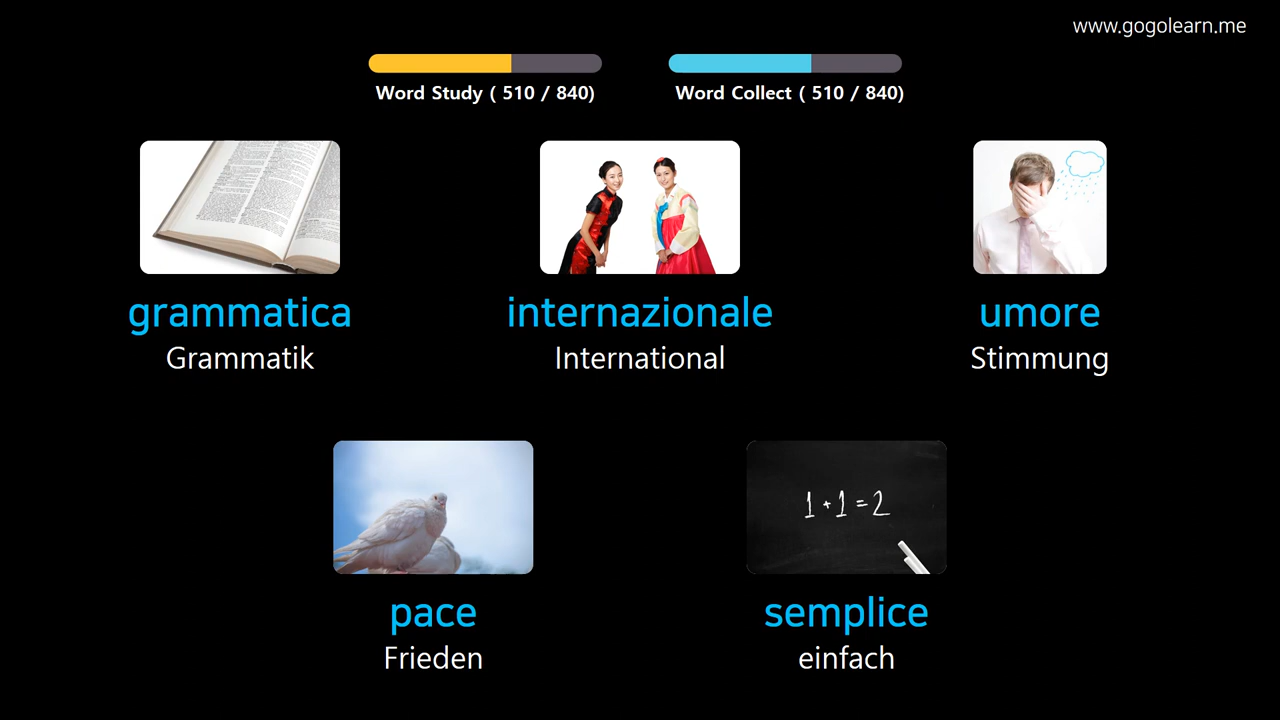 www.gogolearn.me
Word Study ( 510 / 840)
Word Collect ( 510 / 840)
grammatica
Grammatik
internazionale
International
umore
Stimmung
pace
Frieden
1+1=2
semplice
einfach